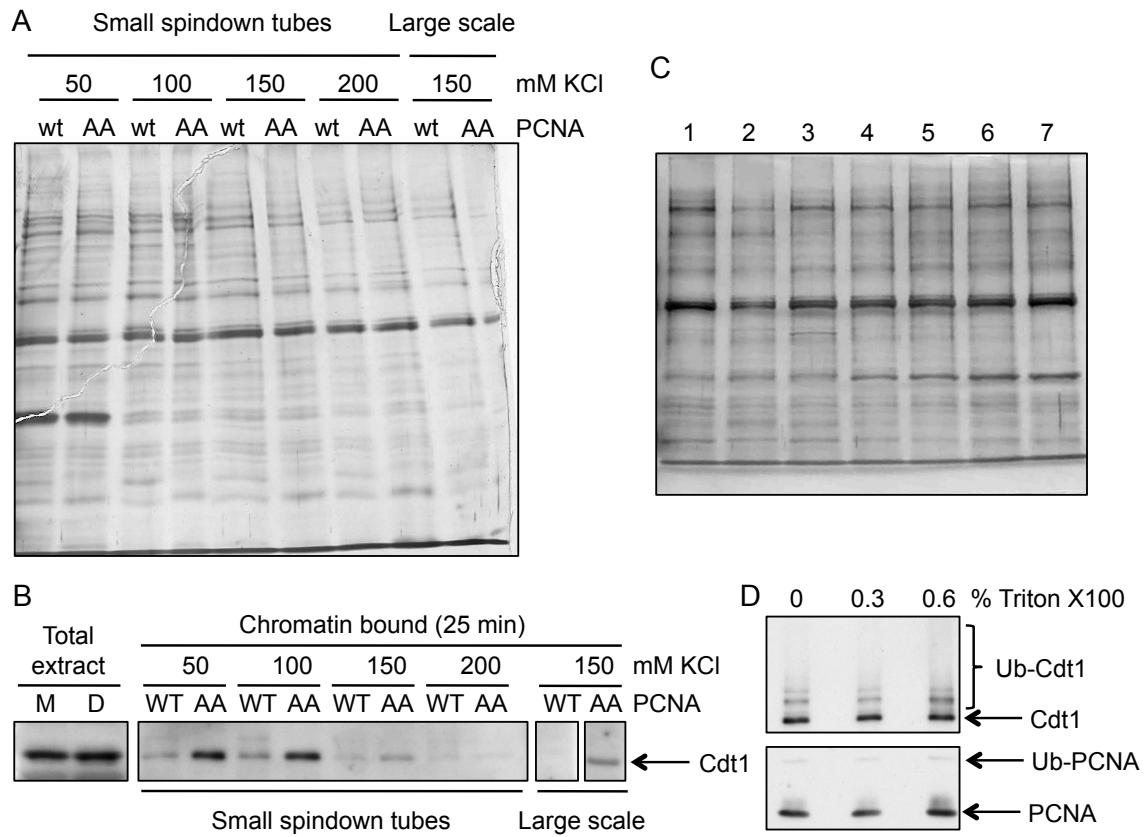 A
Small spindown tubes Large scale
50 100 150 200 150 mM KCl
wt AA wt AA wt AA wt AA wt AA PCNA
C
1 2 3 4 5 6 7
B
Total extract
Chromatin bound (25 min)
50 100 150 200 150 mM KCl
M D WT AA WT AA WT AA WT AA WT AA PCNA
Cdt1
Small spindown tubes Large scale
D
0 0.3 0.6 % Triton X100
Ub-Cdt1
Cdt1
Ub-PCNA
PCNA